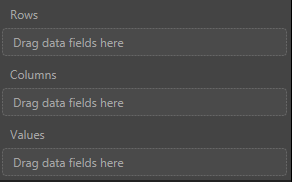 Rows
Drag data fields here
Columns
Drag data fields here
Values
Drag data fields here